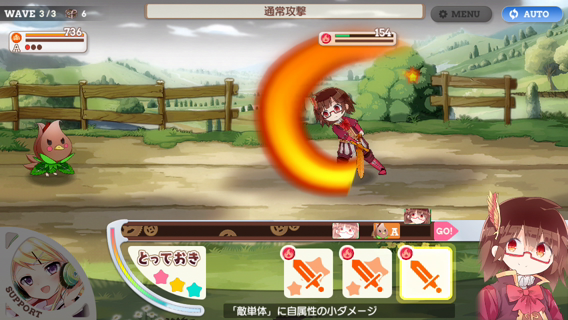 WAVE 3/3 6
通常攻撃
MENU
AUTO
736
A
154
A
GO!
とっておき
SUPPORT
「敵単体」に自属性の小ダメージ